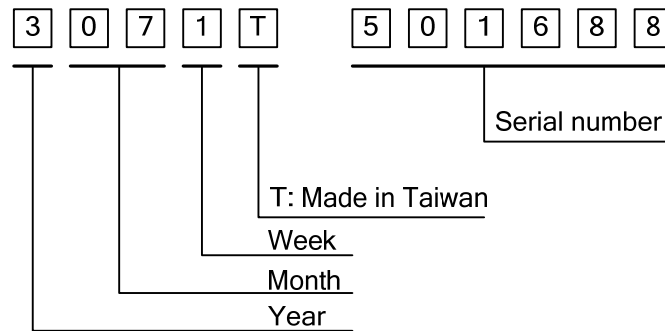 3 0 7 1 T 5 0 1 6 8 8
Serial number
T: Made in Taiwan
Week
Month
Year